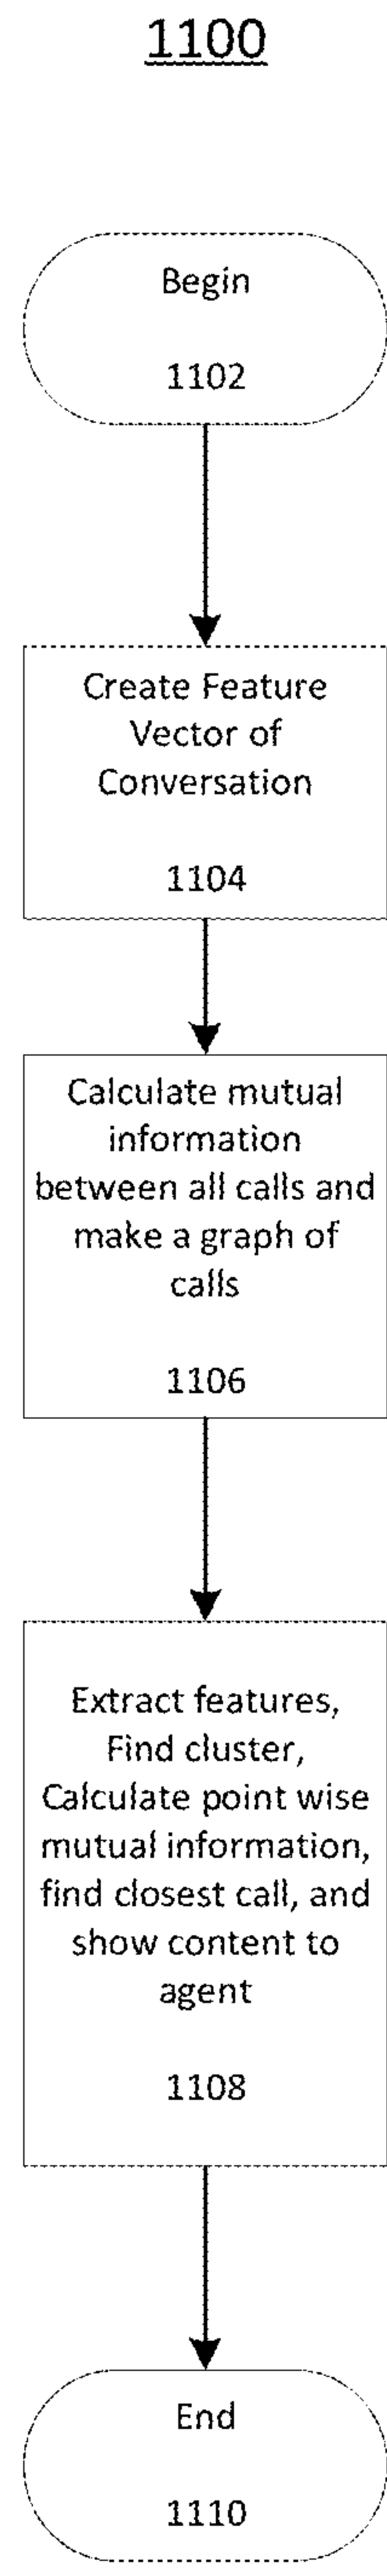 1100
Begin
1102
Create Feature
Vector of
Conversation
1104
Calculate mutual
information
between all calls and
make a graph of
calls
1106
Extract features,
Find cluster,
Calculate point wise
mutual information,
find closest call, and
show content to
agent
1108
End
1110